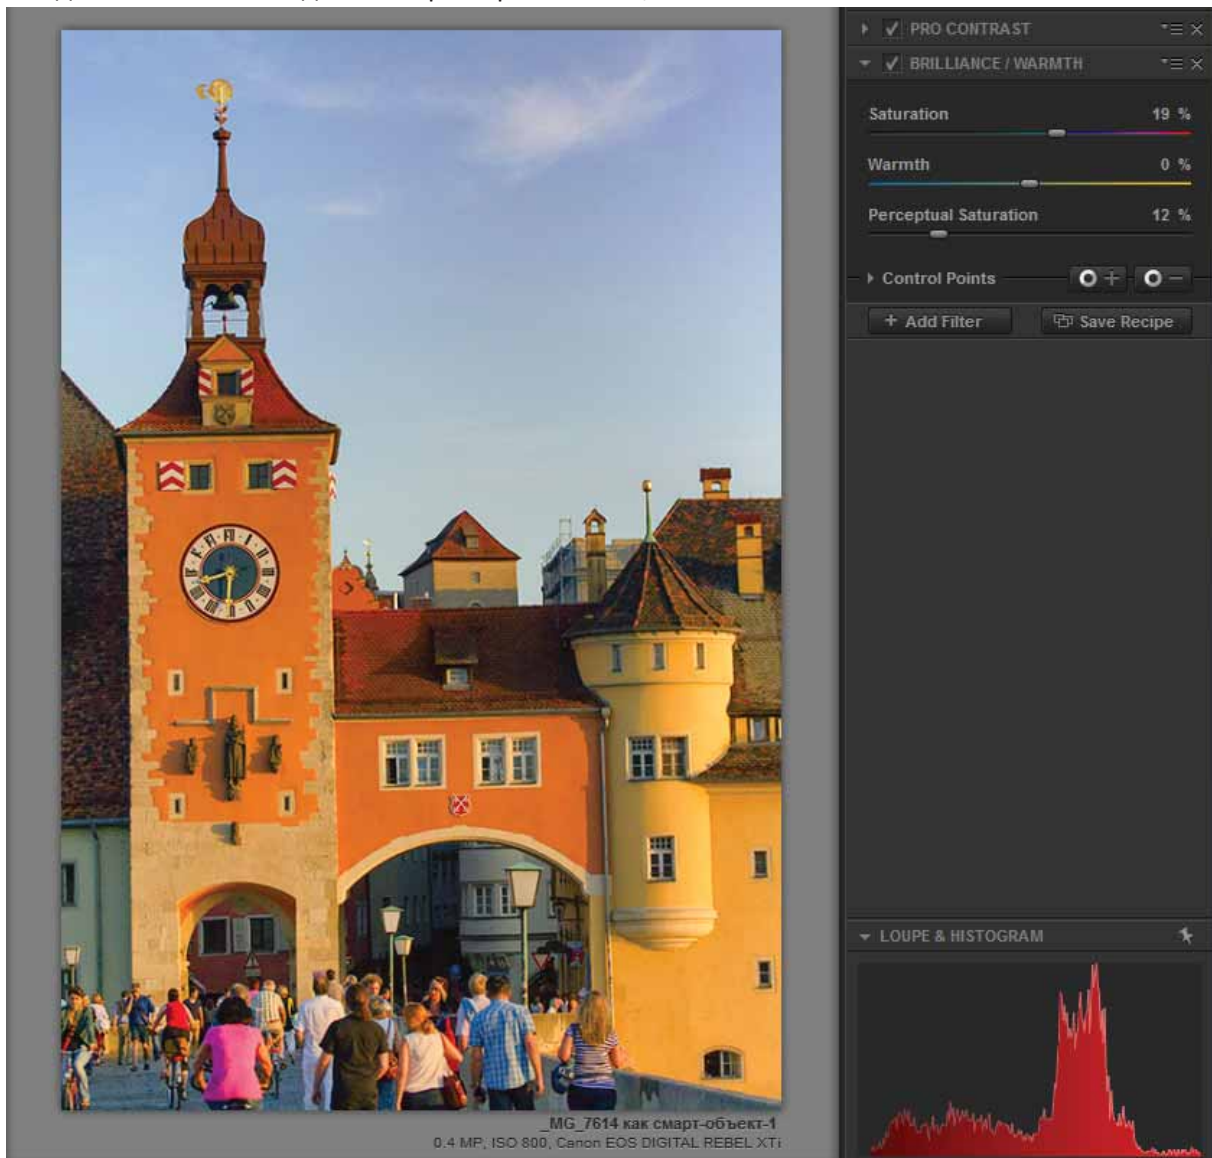 PRO CONTRAST
BRILLIANCE / WARMTH
Saturation 19 %
Warmth 0 %
Perceptual Saturation 12 %
Control Points
+ Add Filter
Save Recipe
LOUPE & HISTOGRAM
_MG_7614 как смарт-объект-1
0.4 MP, ISO 800, Canon EOS DIGITAL REBEL XTi